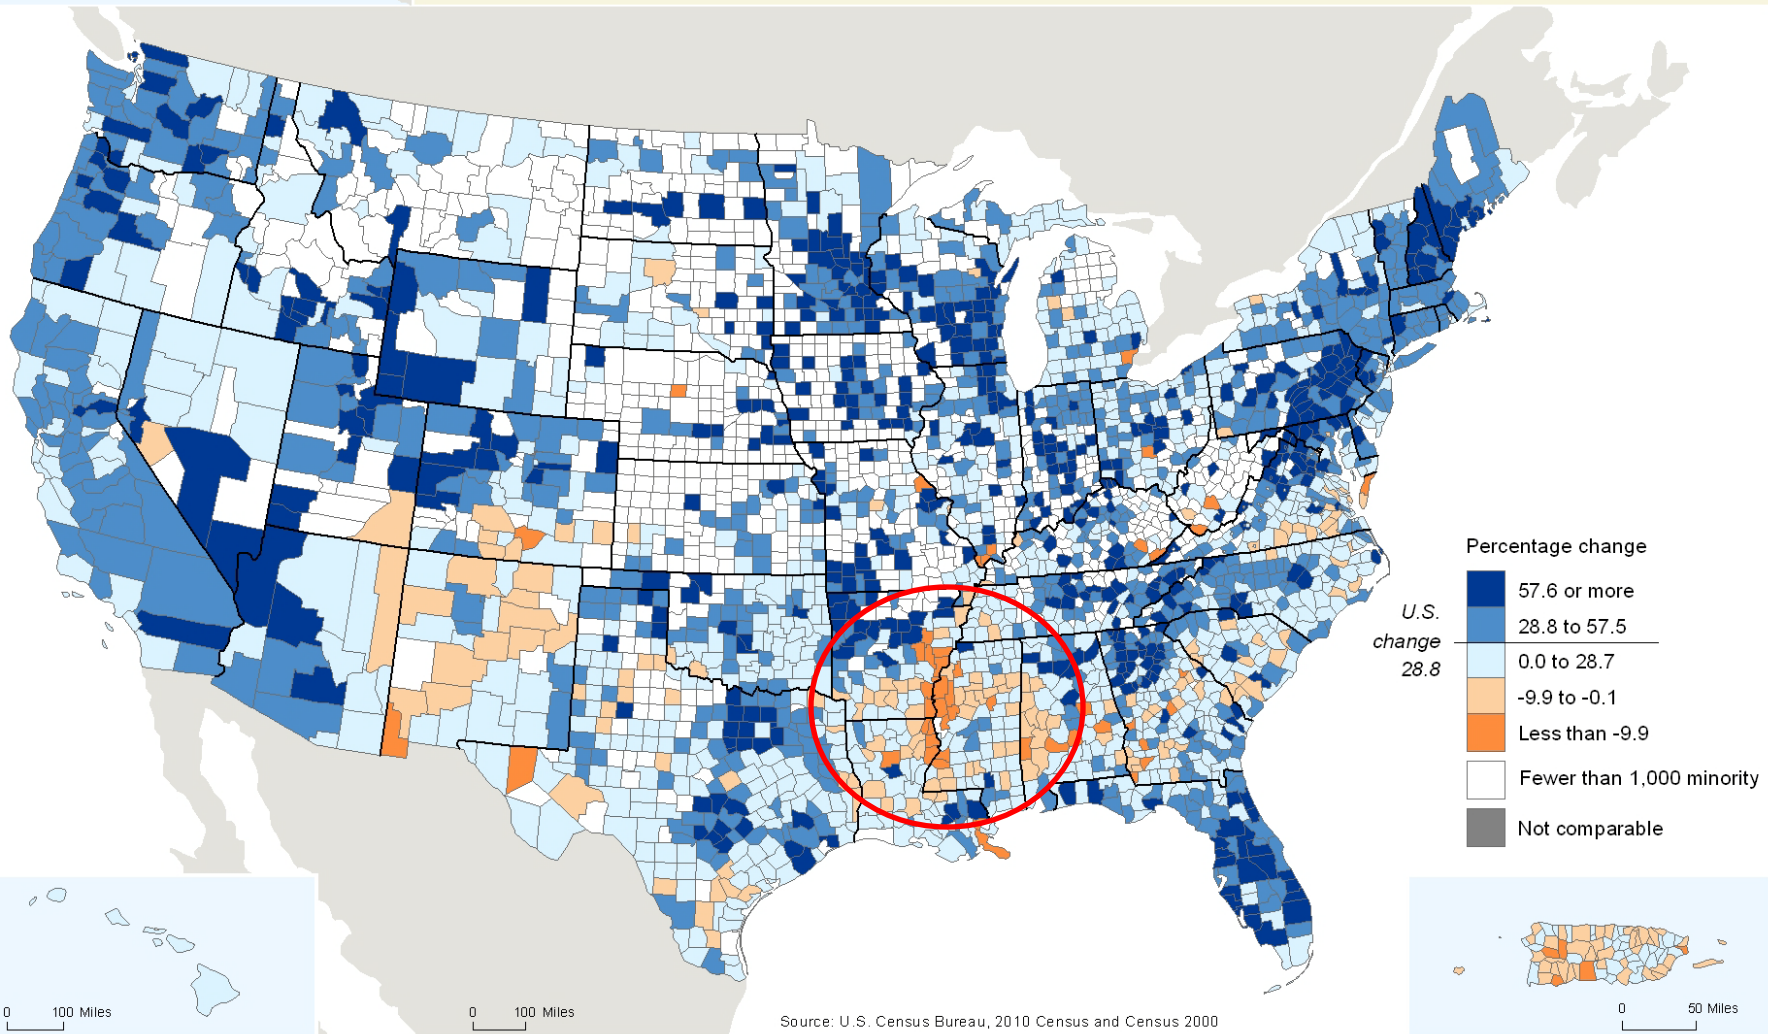 Percentage change
57.6 or more
28.8 to 57.5
U.S.
change
28.8
0.0 to 28.7
-9.9 to -0.1
Less than -9.9
Fewer than 1,000 minority
Not comparable
0 100 Miles
0 100 Miles
0 50 Miles
Source: U.S. Census Bureau, 2010 Census and Census 2000